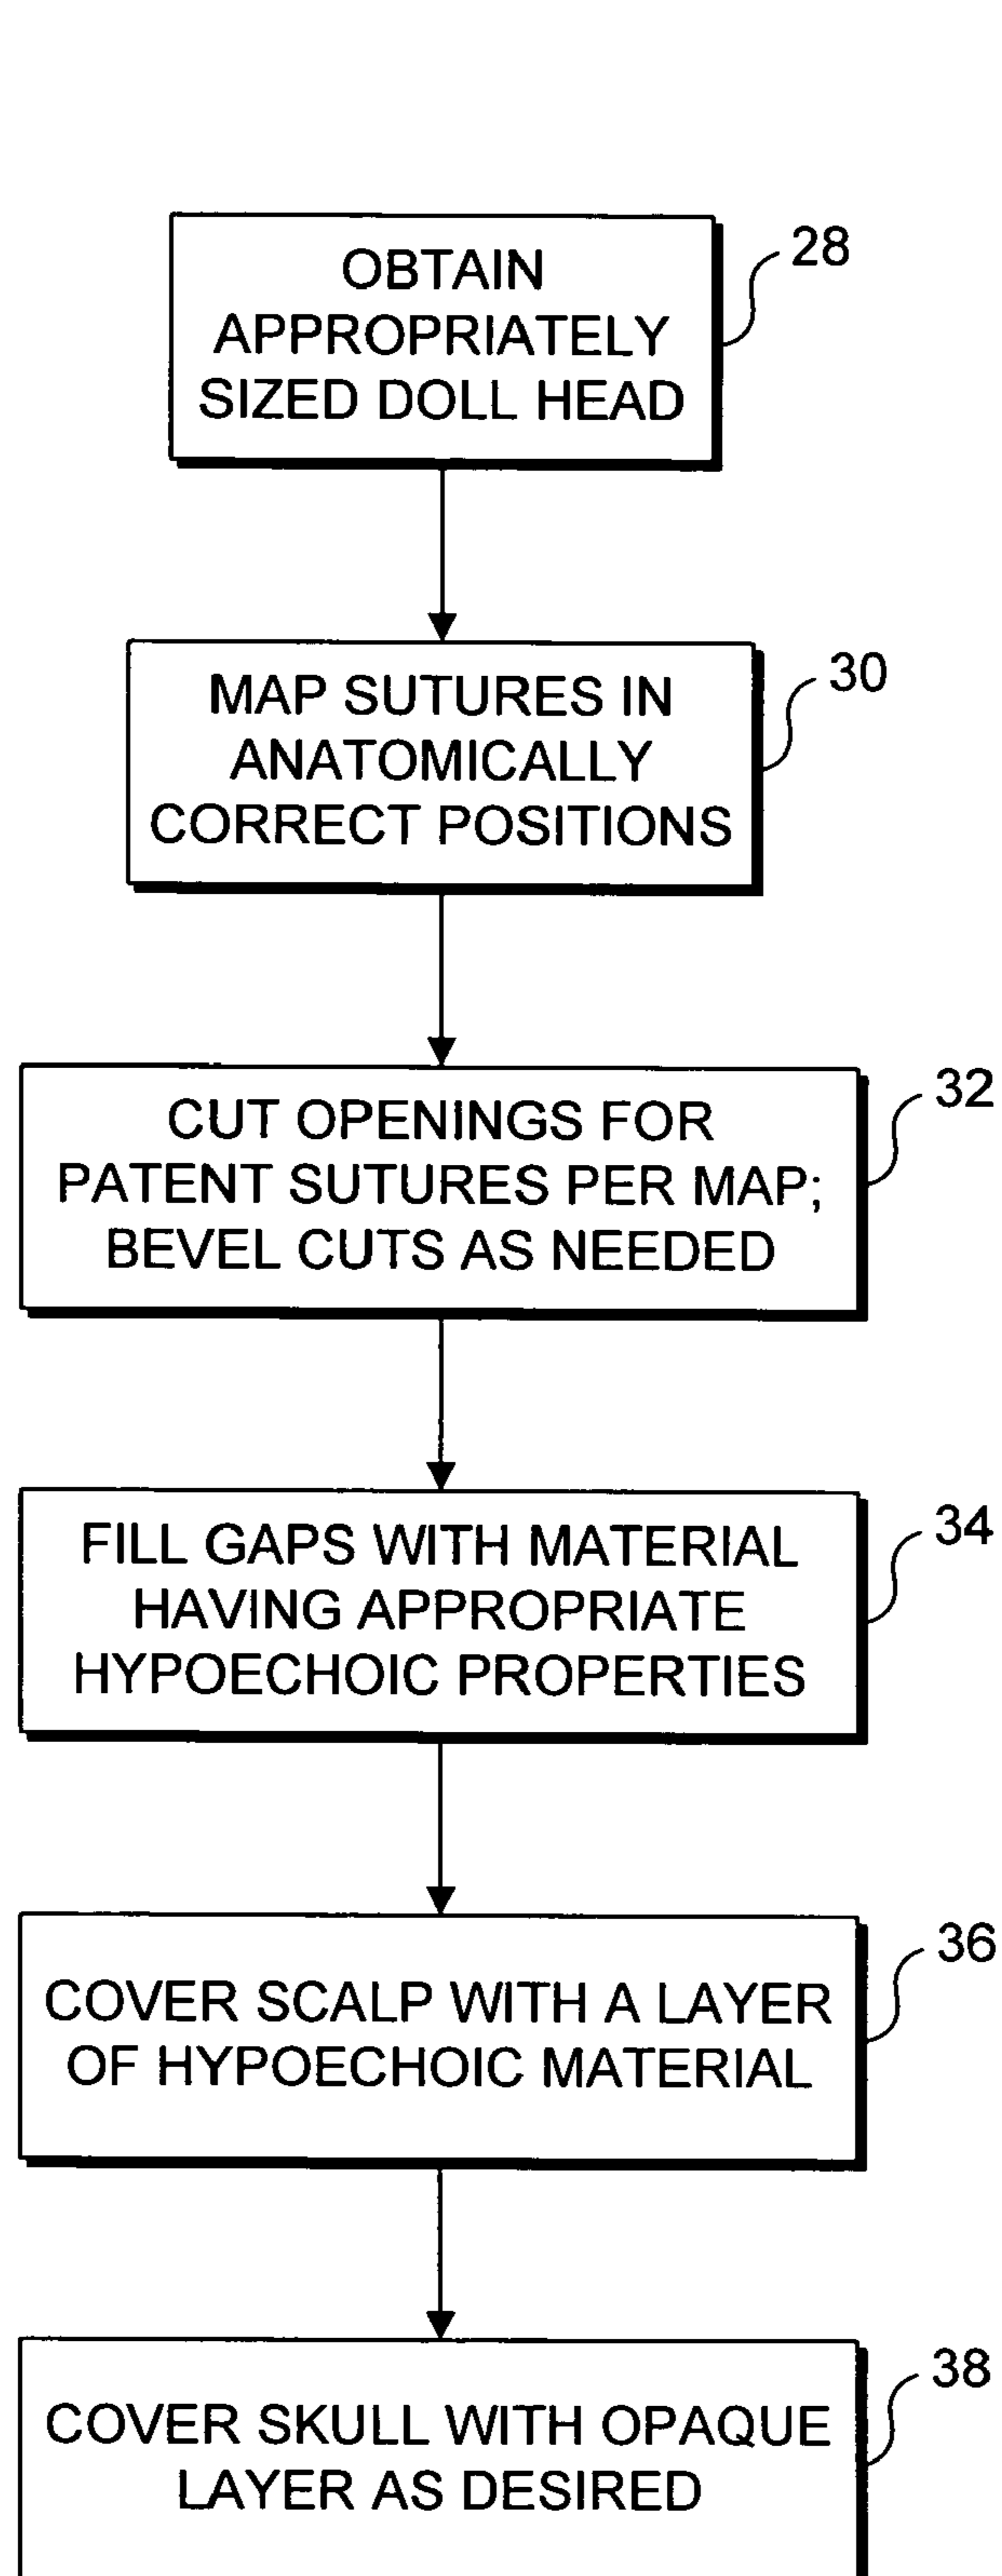 OBTAIN
APPROPRIATELY
SIZED DOLL HEAD
28
MAP SUTURES IN
ANATOMICALLY
CORRECT POSITIONS
30
CUT OPENINGS FOR
PATENT SUTURES PER MAP;
BEVEL CUTS AS NEEDED
32
FILL GAPS WITH MATERIAL
HAVING APPROPRIATE
HYPOECHOIC PROPERTIES
34
COVER SCALP WITH A LAYER
OF HYPOECHOIC MATERIAL
36
COVER SKULL WITH OPAQUE
LAYER AS DESIRED
38